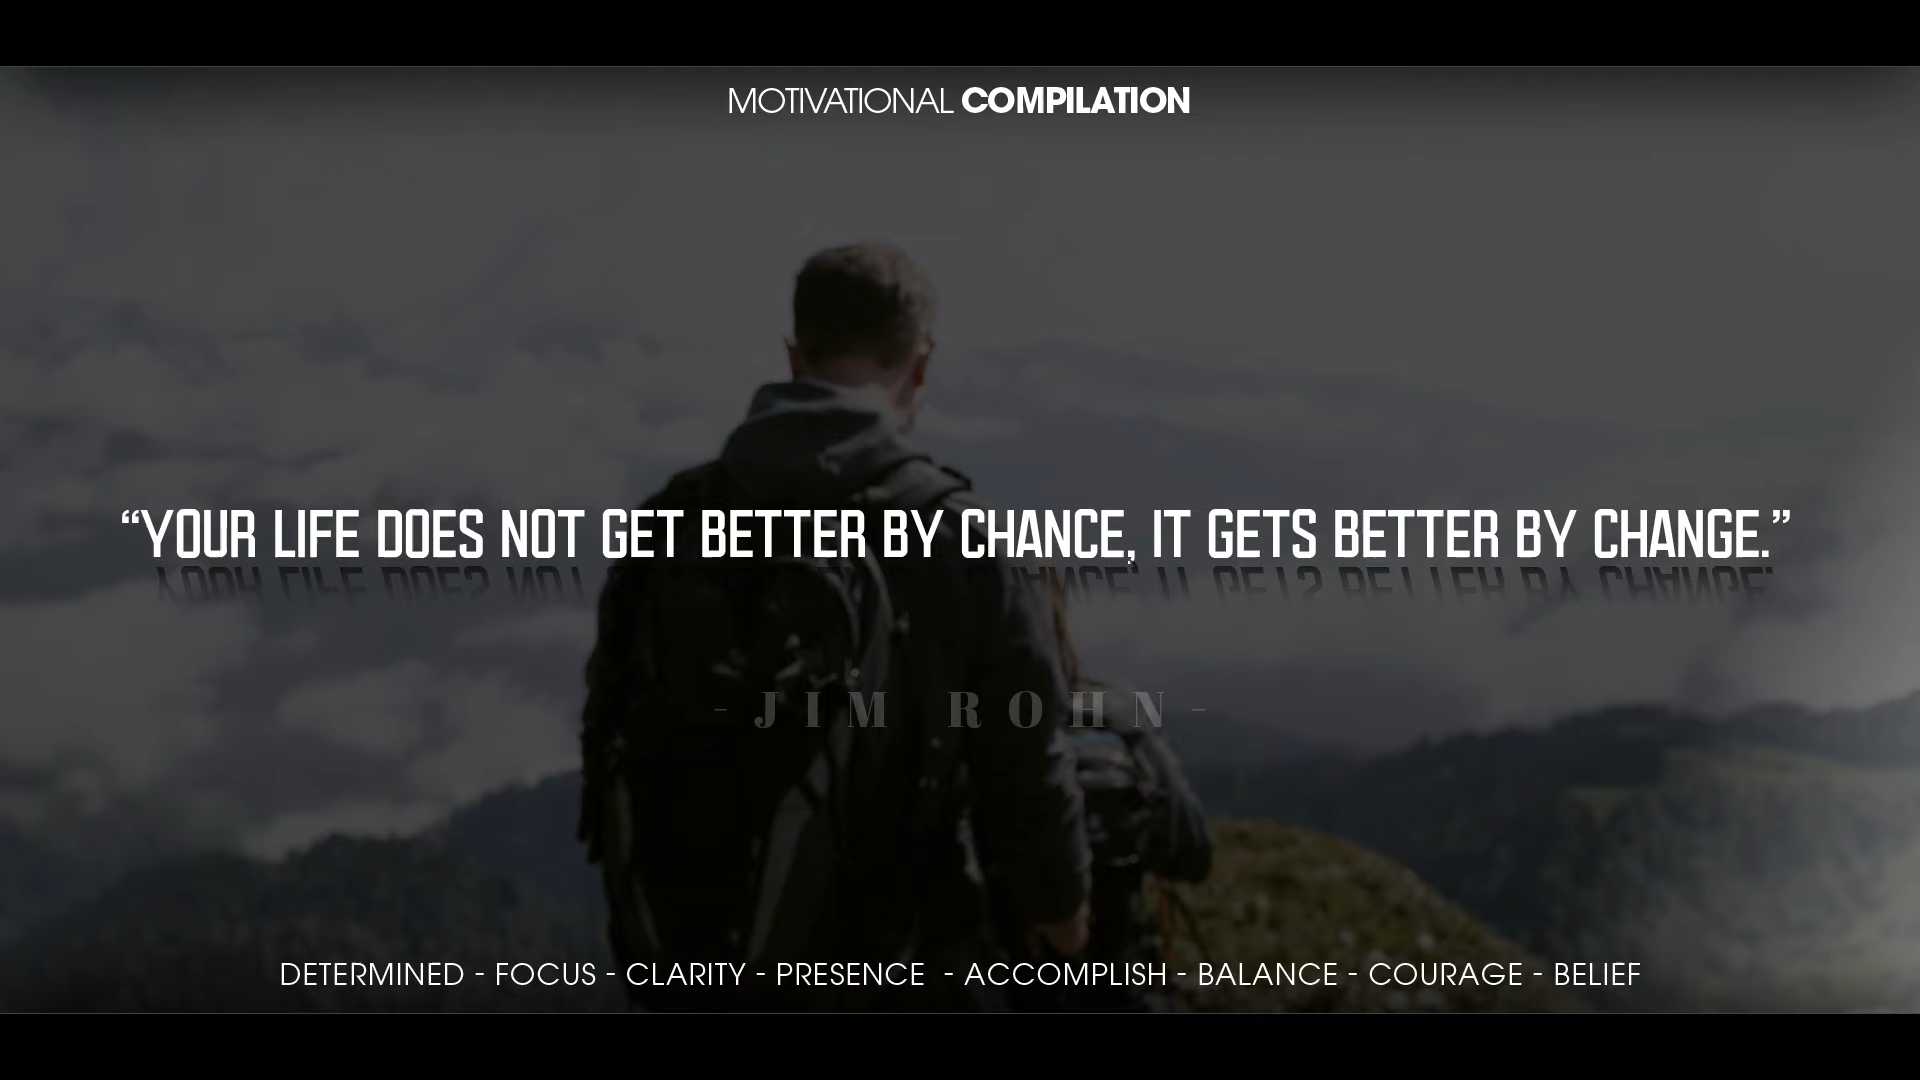 MOTIVATIONAL COMPILATION
“YOUR LIFE DOES NOT GET BETTER BY CHANCE, IT GETS BETTER BY CHANGE.”
- JIM ROHN -
DETERMINED - FOCUS - CLARITY - PRESENCE - ACCOMPLISH - BALANCE - COURAGE - BELIEF